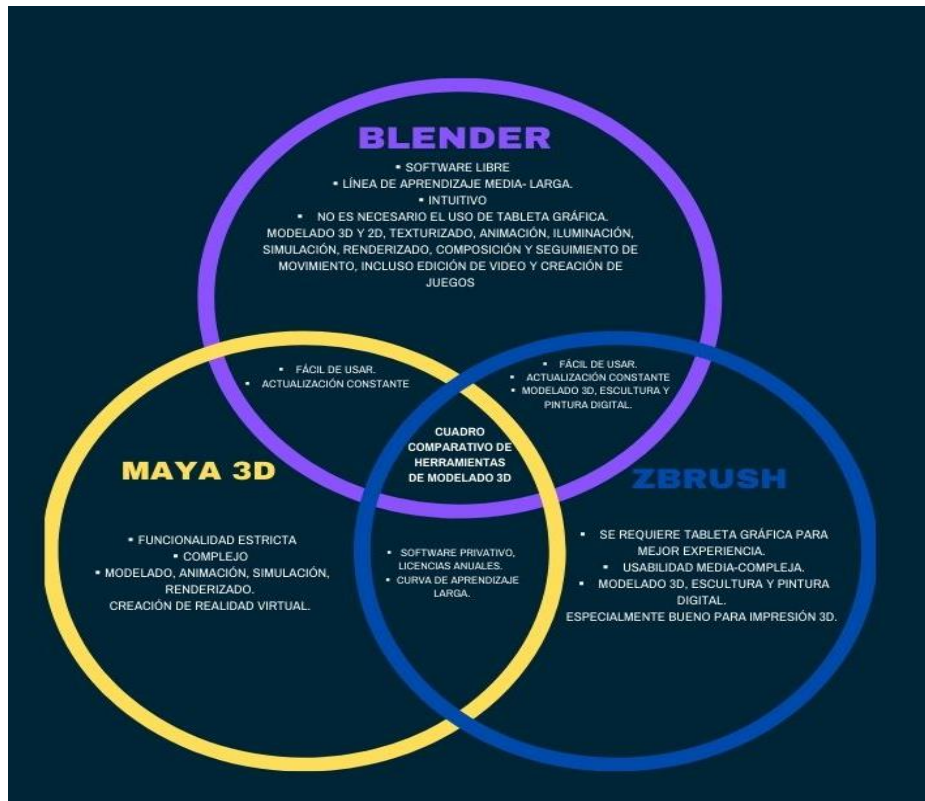 BLENDER
▪ SOFTWARE LIBRE
▪ LÍNEA DE APRENDIZAJE MEDIA- LARGA.
▪ INTUITIVO
▪ NO ES NECESARIO EL USO DE TABLETA GRÁFICA.
MODELADO 3D Y 2D, TEXTURIZADO, ANIMACIÓN, ILUMINACIÓN,
SIMULACIÓN, RENDERIZADO, COMPOSICIÓN Y SEGUIMIENTO DE
MOVIMIENTO, INCLUSO EDICIÓN DE VIDEO Y CREACIÓN DE
JUEGOS
▪ FÁCIL DE USAR.
▪ ACTUALIZACIÓN CONSTANTE
▪ FÁCIL DE USAR.
▪ ACTUALIZACIÓN CONSTANTE
▪ MODELADO 3D, ESCULTURA Y
PINTURA DIGITAL.
CUADRO
COMPARATIVO DE
HERRAMIENTAS
DE MODELADO 3D
MAYA 3D
▪ FUNCIONALIDAD ESTRICTA
▪ COMPLEJO
▪ MODELADO, ANIMACIÓN, SIMULACIÓN,
RENDERIZADO.
CREACIÓN DE REALIDAD VIRTUAL.
▪ SOFTWARE PRIVATIVO,
LICENCIAS ANUALES.
▪ CURVA DE APRENDIZAJE
LARGA.
ZBRUSH
▪ SE REQUIERE TABLETA GRÁFICA PARA
MEJOR EXPERIENCIA.
▪ USABILIDAD MEDIA-COMPLEJA.
▪ MODELADO 3D, ESCULTURA Y PINTURA
DIGITAL.
ESPECIALMENTE BUENO PARA IMPRESIÓN 3D.